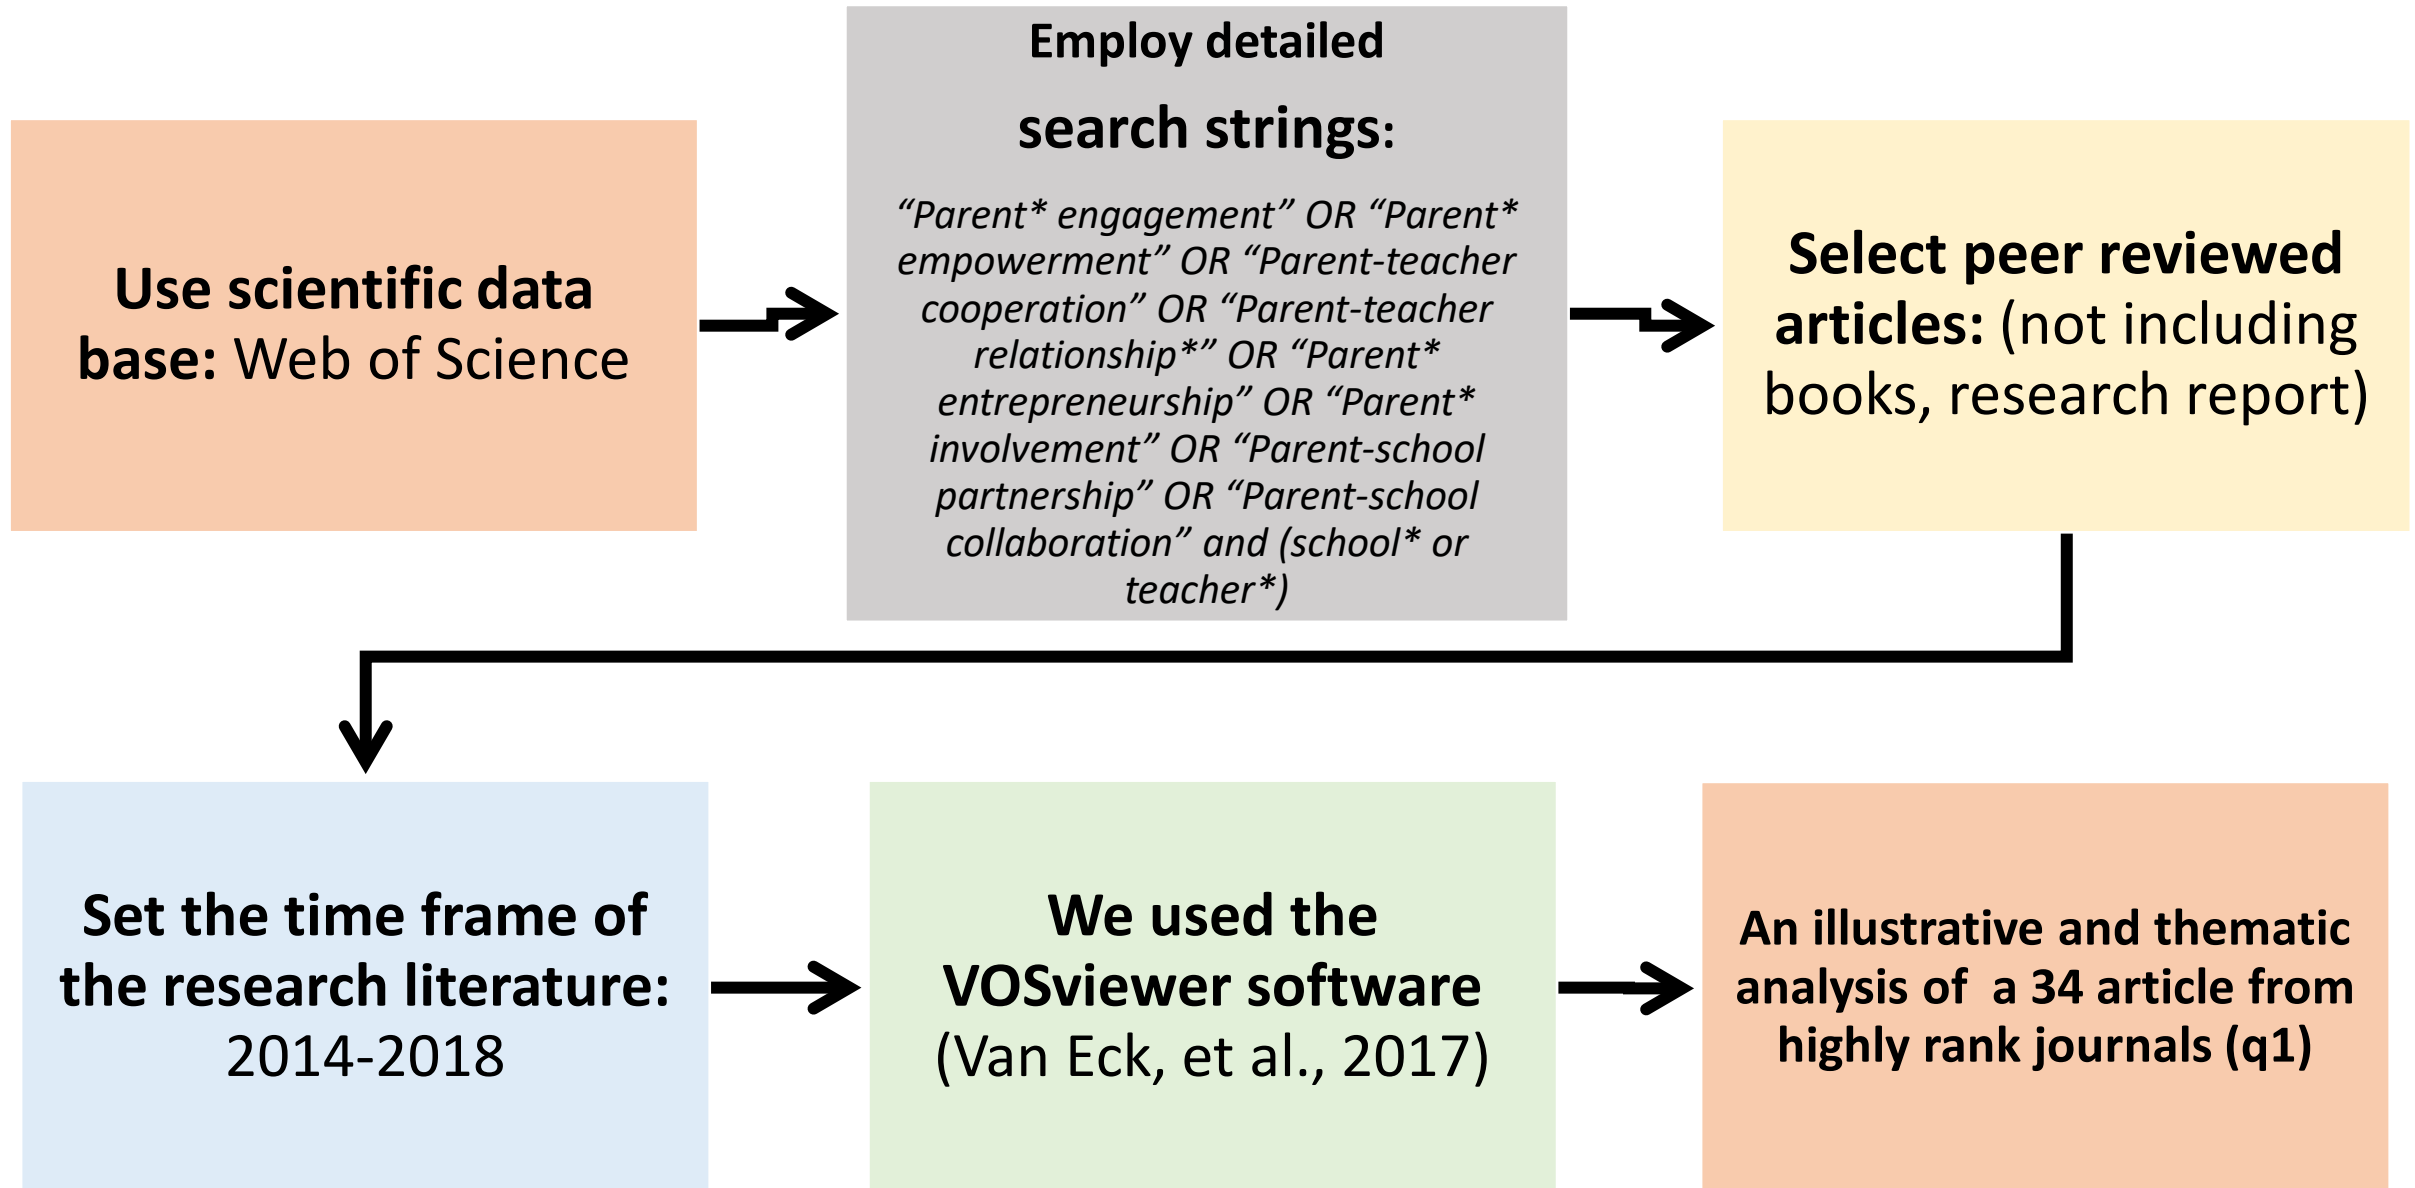 Use scientific data
base: Web of Science
Employ detailed
search strings:
“Parent* engagement” OR “Parent*
empowerment” OR “Parent-teacher
cooperation” OR “Parent-teacher
relationship*” OR “Parent*
entrepreneurship” OR “Parent*
involvement” OR “Parent-school
partnership” OR “Parent-school
collaboration” and (school* or
teacher*)
Select peer reviewed
articles: (not including
books, research report)
Set the time frame of
the research literature:
2014-2018
We used the
VOSviewer software
(Van Eck, et al., 2017)
An illustrative and thematic
analysis of  a 34 article from
highly rank journals (q1)